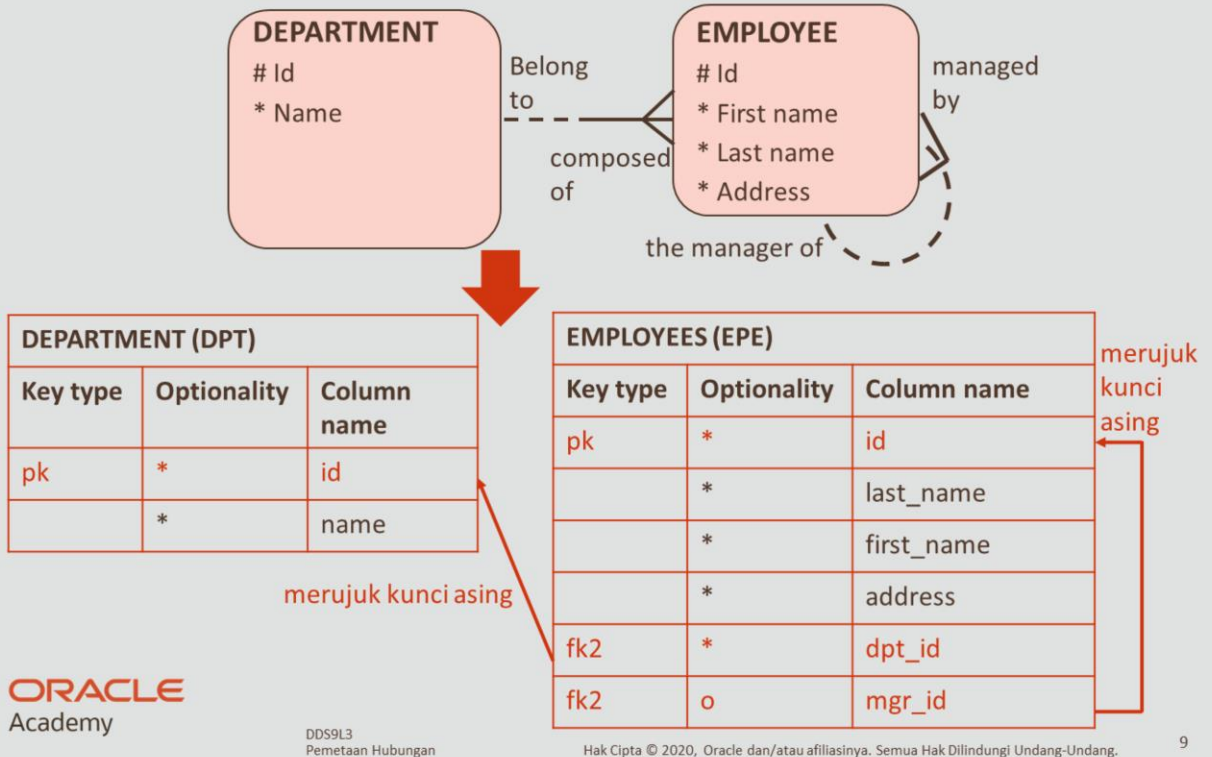 DEPARTMENT
# Id
* Name
Belong
to
composed
of
EMPLOYEE
# Id
* First name
* Last name
* Address
managed
by
the manager of
DEPARTMENT (DPT)
Key type Optionality Column
name
pk * id
* name
merujuk kunci asing
EMPLOYEES (EPE)
Key type Optionality Column name
pk * id
* last_name
* first_name
* address
fk2 * dpt_id
fk2 o mgr_id
merujuk
kunci
asing
ORACLE
Academy
DDS9L3
Pemetaan Hubungan
Hak Cipta © 2020, Oracle dan/atau afiliasinya. Semua Hak Dilindungi Undang-Undang.
9